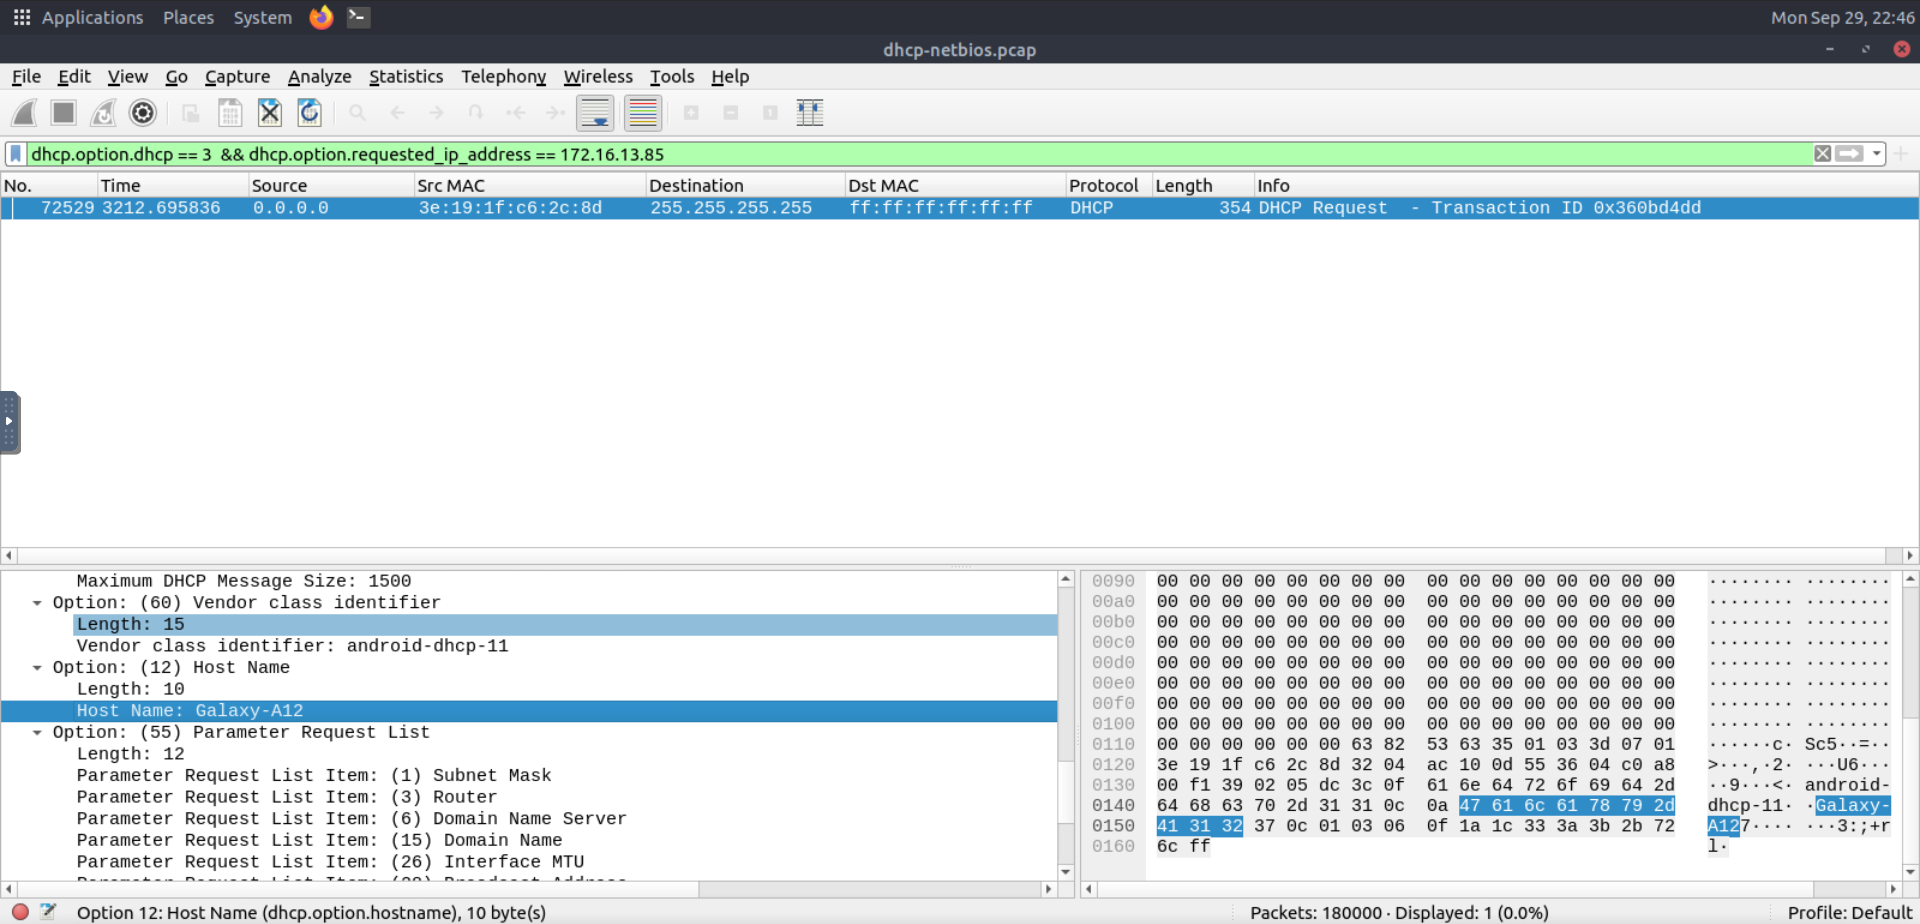 Applications Places System Mon Sep 29, 22:46
dhcp-netbios.pcap
File Edit View Go Capture Analyze Statistics Telephony Wireless Tools Help
dhcp.option.dhcp == 3  && dhcp.option.requested_ip_address == 172.16.13.85
No. Time Source Src MAC Destination Dst MAC Protocol Length Info
72529 3212.695836 0.0.0.0 3e:19:1f:c6:2c:8d 255.255.255.255 ff:ff:ff:ff:ff:ff DHCP 354 DHCP Request  - Transaction ID 0x360bd4dd
Maximum DHCP Message Size: 1500
Option: (60) Vendor class identifier
Length: 15
Vendor class identifier: android-dhcp-11
Option: (12) Host Name
Length: 10
Host Name: Galaxy-A12
Option: (55) Parameter Request List
Length: 12
Parameter Request List Item: (1) Subnet Mask
Parameter Request List Item: (3) Router
Parameter Request List Item: (6) Domain Name Server
Parameter Request List Item: (15) Domain Name
Parameter Request List Item: (26) Interface MTU
Parameter Request List Item: (28) Broadcast Address
0090 00 00 00 00 00 00 00 00 00 00 00 00 00 00 00 00 ········ ········
00a0 00 00 00 00 00 00 00 00 00 00 00 00 00 00 00 00 ········ ········
00b0 00 00 00 00 00 00 00 00 00 00 00 00 00 00 00 00 ········ ········
00c0 00 00 00 00 00 00 00 00 00 00 00 00 00 00 00 00 ········ ········
00d0 00 00 00 00 00 00 00 00 00 00 00 00 00 00 00 00 ········ ········
00e0 00 00 00 00 00 00 00 00 00 00 00 00 00 00 00 00 ········ ········
00f0 00 00 00 00 00 00 00 00 00 00 00 00 00 00 00 00 ········ ········
0100 00 00 00 00 00 00 00 00 00 00 00 00 00 00 00 00 ········ ········
0110 00 00 00 00 00 00 63 82 53 63 35 01 03 3d 07 01 ······c· Sc5··=··
0120 3e 19 1f c6 2c 8d 32 04 ac 10 0d 55 36 04 c0 a8 >···,·2· ···U6···
0130 00 f1 39 02 05 dc 3c 0f 61 6e 64 72 6f 69 64 2d ··9···<· android-
0140 64 68 63 70 2d 31 31 0c 0a 47 61 6c 61 78 79 2d dhcp-11· ·Galaxy-
0150 41 31 32 37 0c 01 03 06 0f 1a 1c 33 3a 3b 2b 72 A127···· ···3:;+r
0160 6c ff l·
Option 12: Host Name (dhcp.option.hostname), 10 byte(s) Packets: 180000 · Displayed: 1 (0.0%) Profile: Default